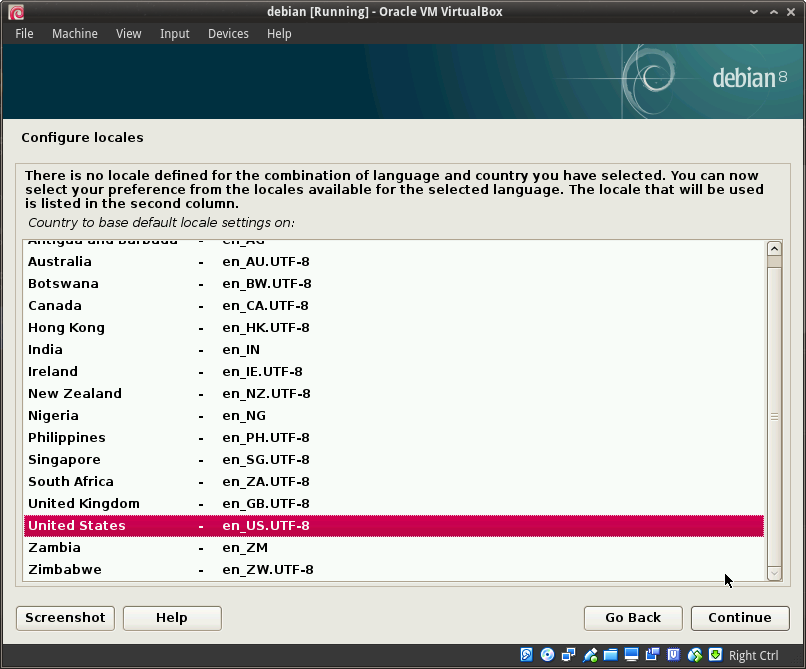 debian [Running] - Oracle VM VirtualBox
File Machine View Input Devices Help
debian 8
Configure locales
There is no locale defined for the combination of language and country you have selected. You can now
select your preference from the locales available for the selected language. The locale that will be used
is listed in the second column.
Country to base default locale settings on:
Antigua and Barbuda - en_AG
Australia - en_AU.UTF-8
Botswana - en_BW.UTF-8
Canada - en_CA.UTF-8
Hong Kong - en_HK.UTF-8
India - en_IN
Ireland - en_IE.UTF-8
New Zealand - en_NZ.UTF-8
Nigeria - en_NG
Philippines - en_PH.UTF-8
Singapore - en_SG.UTF-8
South Africa - en_ZA.UTF-8
United Kingdom - en_GB.UTF-8
United States - en_US.UTF-8
Zambia - en_ZM
Zimbabwe - en_ZW.UTF-8
Screenshot Help Go Back Continue
Right Ctrl